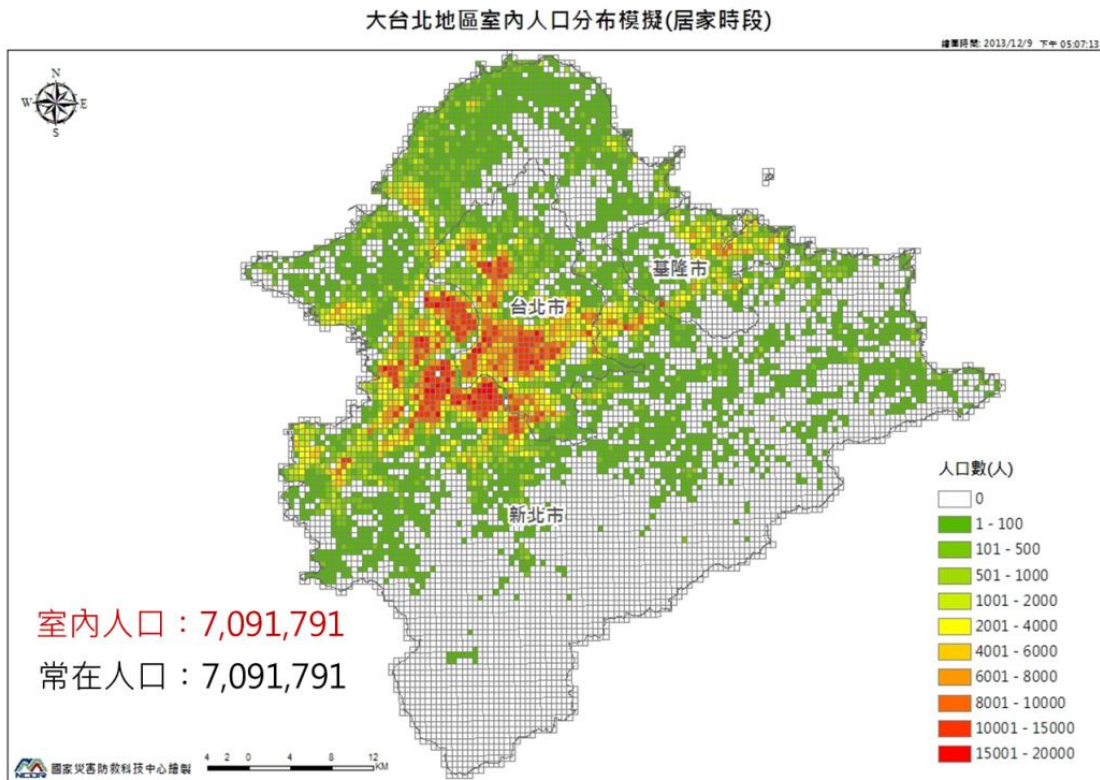 大台北地區室內人口分布模擬(居家時段)
繪圖時間: 2013/12/9 下午 05:07:13
N
W E
S
基隆市
台北市
新北市
人口數(人)
0
1 - 100
101 - 500
501 - 1000
1001 - 2000
2001 - 4000
4001 - 6000
6001 - 8000
8001 - 10000
10001 - 15000
15001 - 20000
室內人口：7,091,791
常在人口：7,091,791
NCDR 國家災害防救科技中心繪製
4 2 0 4 8 12
KM